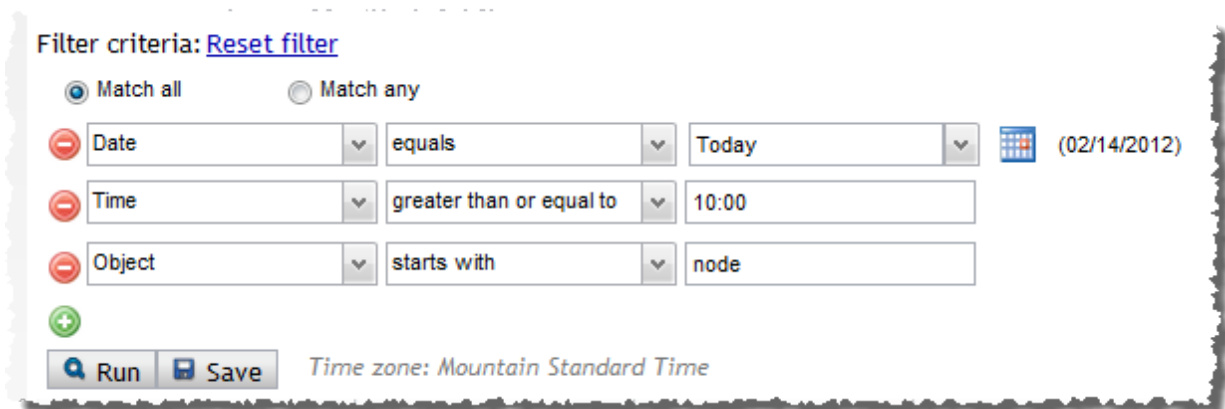 Filter criteria: Reset filter
Match all Match any
Date equals Today (02/14/2012)
Time greater than or equal to 10:00
Object starts with node
Run Save Time zone: Mountain Standard Time